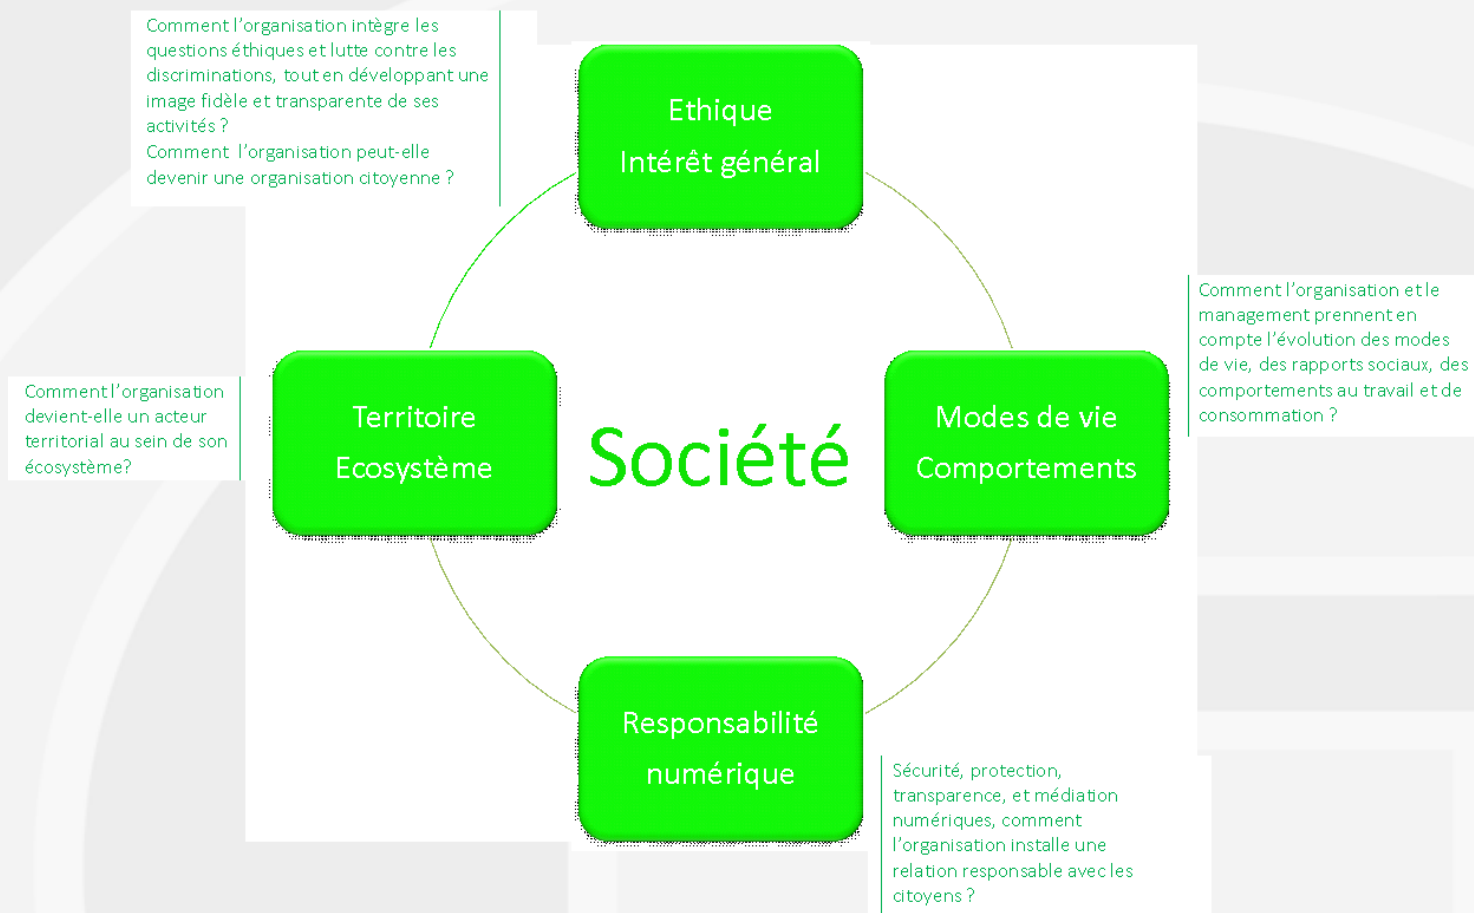 Comment l’organisation intègre les
questions éthiques et lutte contre les
discriminations, tout en développant une
image fidèle et transparente de ses
activités ?
Comment l’organisation peut-elle
devenir une organisation citoyenne ?
Ethique
Intérêt général
Comment l’organisation et le
management prennent en
compte l’évolution des modes
de vie, des rapports sociaux, des
comportements au travail et de
consommation ?
Comment l’organisation
devient-elle un acteur
territorial au sein de son
écosystème?
Territoire
Ecosystème
Société
Modes de vie
Comportements
Responsabilité
numérique
Sécurité, protection,
transparence, et médiation
numériques, comment
l’organisation installe une
relation responsable avec les
citoyens ?